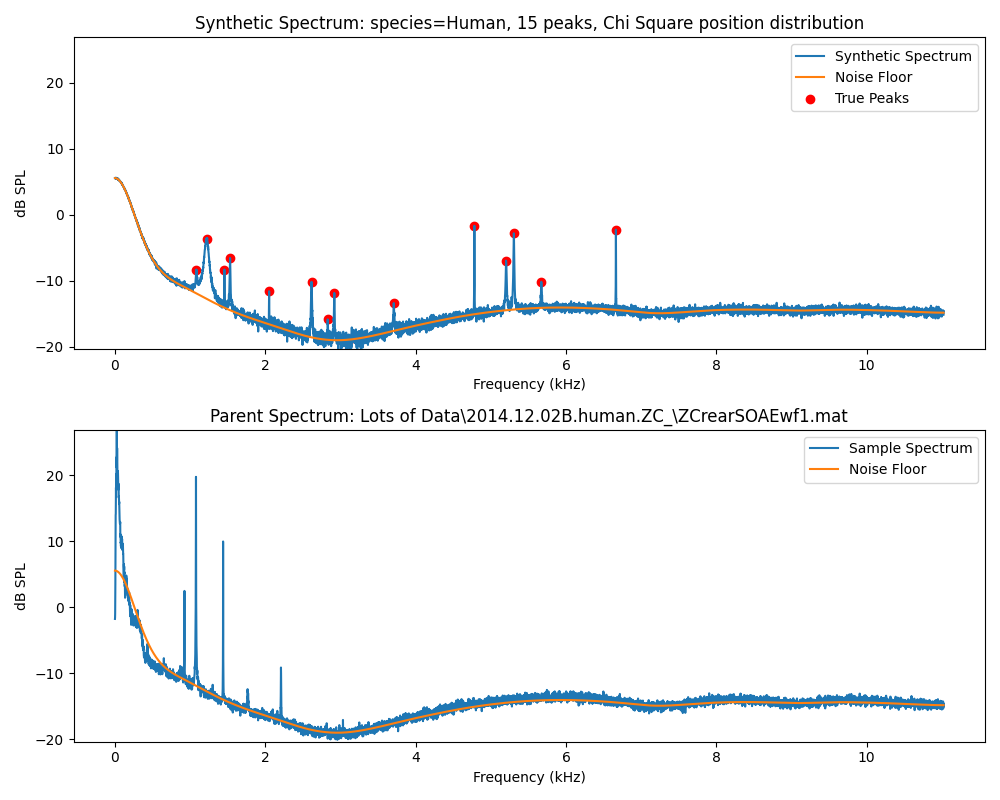 Synthetic Spectrum: species=Human, 15 peaks, Chi Square position distribution
Synthetic Spectrum
Noise Floor
True Peaks
dB SPL
20
10
0
−10
−20
0
2
4
6
8
10
Frequency (kHz)
Parent Spectrum: Lots of Data\2014.12.02B.human.ZC_\ZCrearSOAEwf1.mat
Sample Spectrum
Noise Floor
dB SPL
20
10
0
−10
−20
0
2
4
6
8
10
Frequency (kHz)